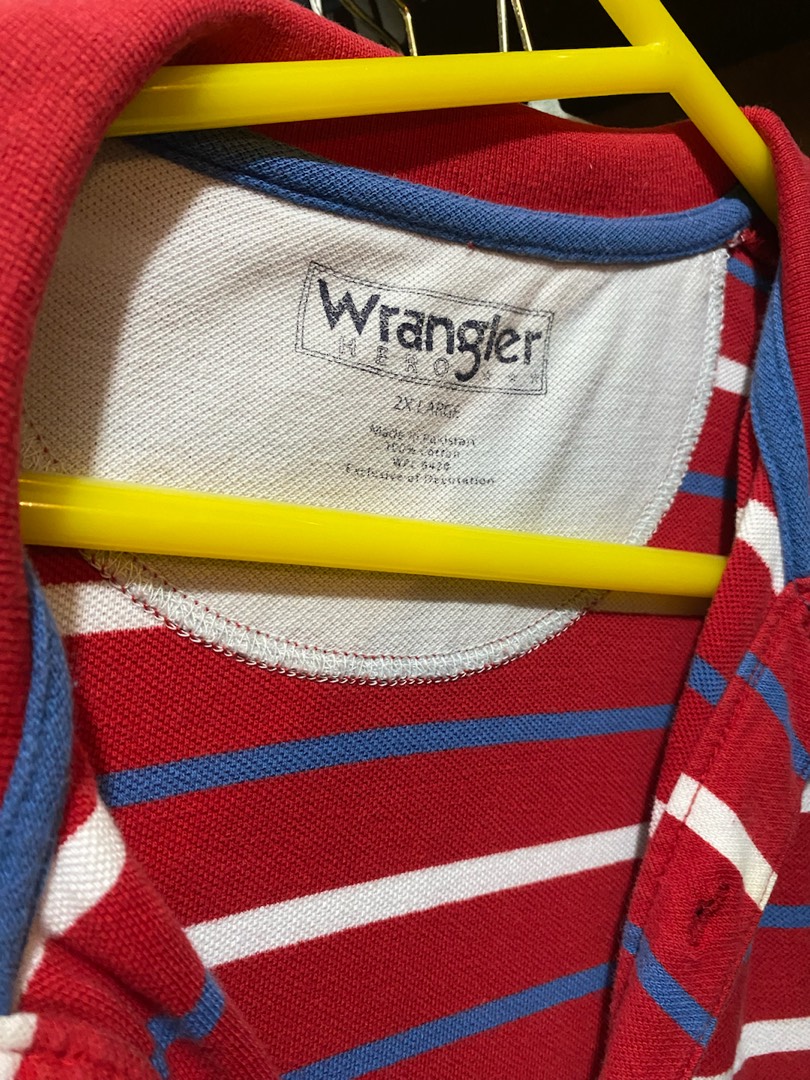 Wrangler
HERO
2X LARGE
Made in Pakistan
100% Cotton
Exclusive of Decoration